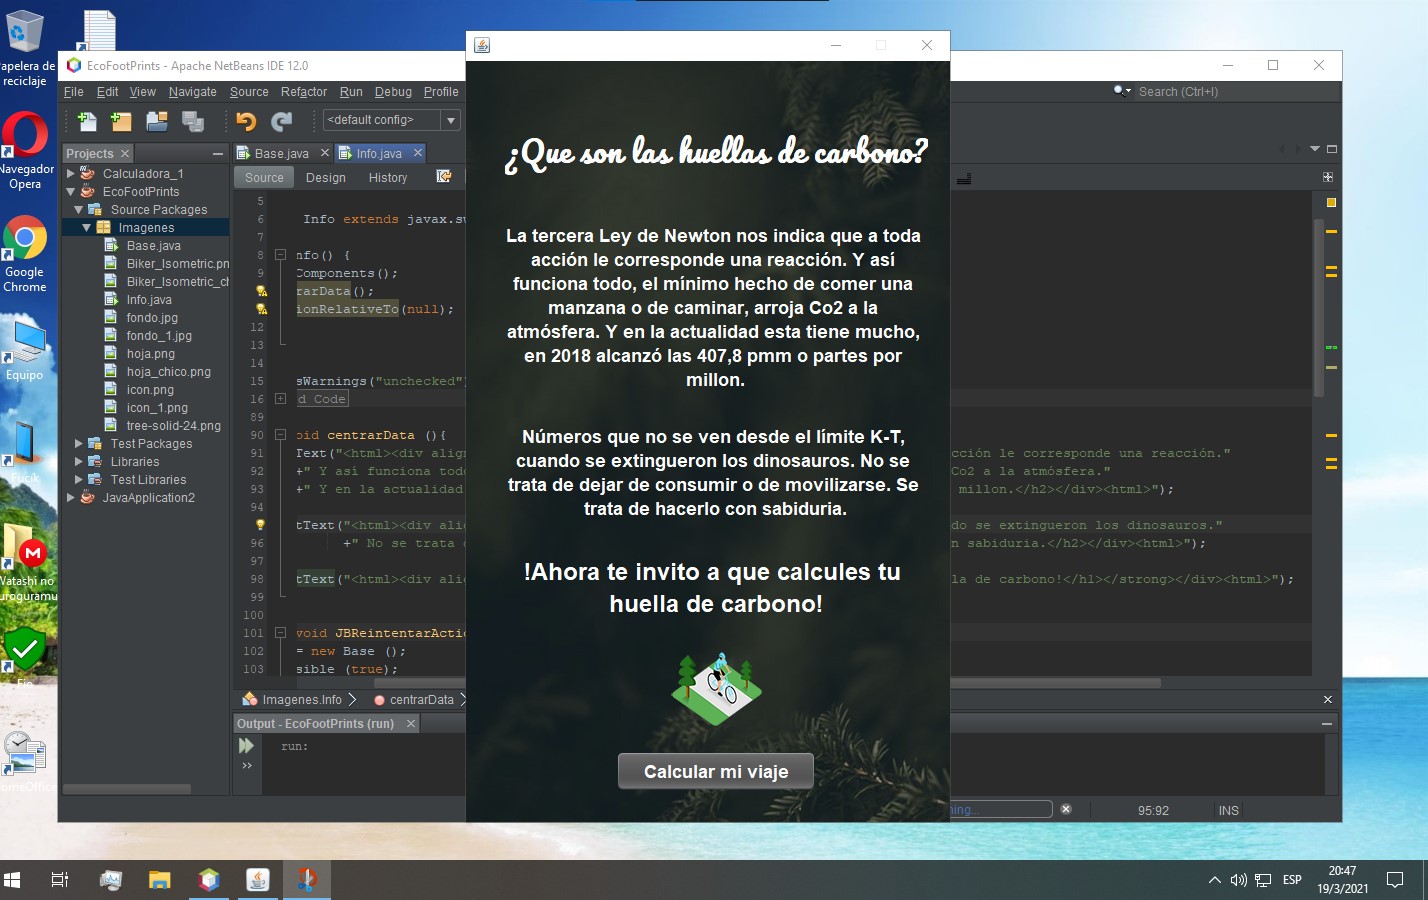 Papelera de
reciclaje
Navegador
Opera
Google
Chrome
Equipo
Watashi no
HomeOffice
EcoFootPrints - Apache NetBeans IDE 12.0
File Edit View Navigate Source Refactor Run Debug Profile
Search (Ctrl+I)
<default config>
Projects
Calculadora_1
EcoFootPrints
Source Packages
Imagenes
Base.java
Biker_Isometric.pn
Biker_Isometric_ch
Info.java
fondo.jpg
fondo_1.jpg
hoja.png
hoja_chico.png
icon.png
icon_1.png
tree-solid-24.png
Test Packages
Libraries
Test Libraries
JavaApplication2
Base.java Info.java
Source Design History
5
6 Info extends javax.sw
7
8 nfo() {
9 Components();
rarData();
ionRelativeTo(null);
12
13
14
15 sWarnings("unchecked")
16 d Code
89
90 oid centrarData (){
91 Text("<html><div align cción le corresponde una reacción."
92 +" Y así funciona todo Co2 a la atmósfera."
93 +" Y en la actualidad millon.</h2></div><html>");
94
tText("<html><div alig do se extingueron los dinosauros."
96 +" No se trata n sabiduria.</h2></div><html>");
97
98 tText("<html><div alig la de carbono!</h1></strong></div><html>");
99
100
101 void JBReintentarActio
102 = new Base ();
103 sible (true);
Imagenes.Info centrarData
Output - EcoFootPrints (run)
run:
95:92 INS
¿Que son las huellas de carbono?
La tercera Ley de Newton nos indica que a toda
acción le corresponde una reacción. Y así
funciona todo, el mínimo hecho de comer una
manzana o de caminar, arroja Co2 a la
atmósfera. Y en la actualidad esta tiene mucho,
en 2018 alcanzó las 407,8 pmm o partes por
millon.
Números que no se ven desde el límite K-T,
cuando se extingueron los dinosauros. No se
trata de dejar de consumir o de movilizarse. Se
trata de hacerlo con sabiduria.
!Ahora te invito a que calcules tu
huella de carbono!
Calcular mi viaje
ESP
20:47
19/3/2021